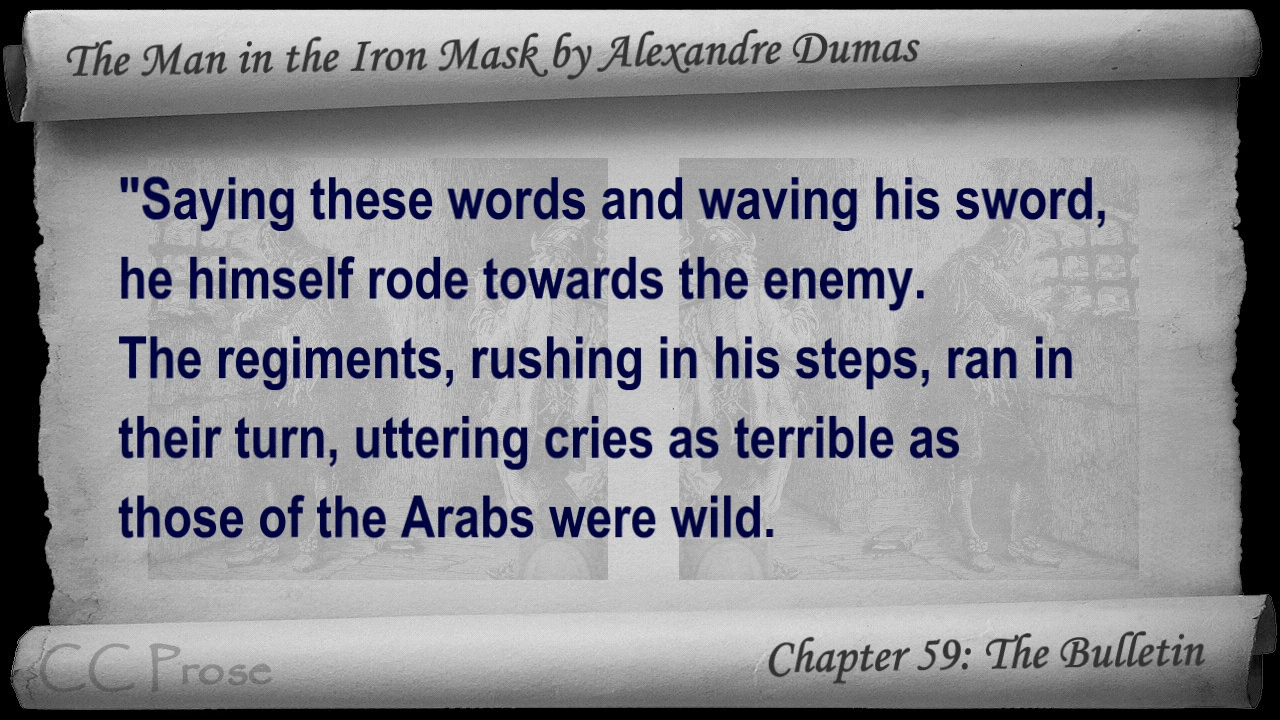 The Man in the Iron Mask by Alexandre Dumas
"Saying these words and waving his sword,
he himself rode towards the enemy.
The regiments, rushing in his steps, ran in
their turn, uttering cries as terrible as
those of the Arabs were wild.
CC Prose
Chapter 59: The Bulletin